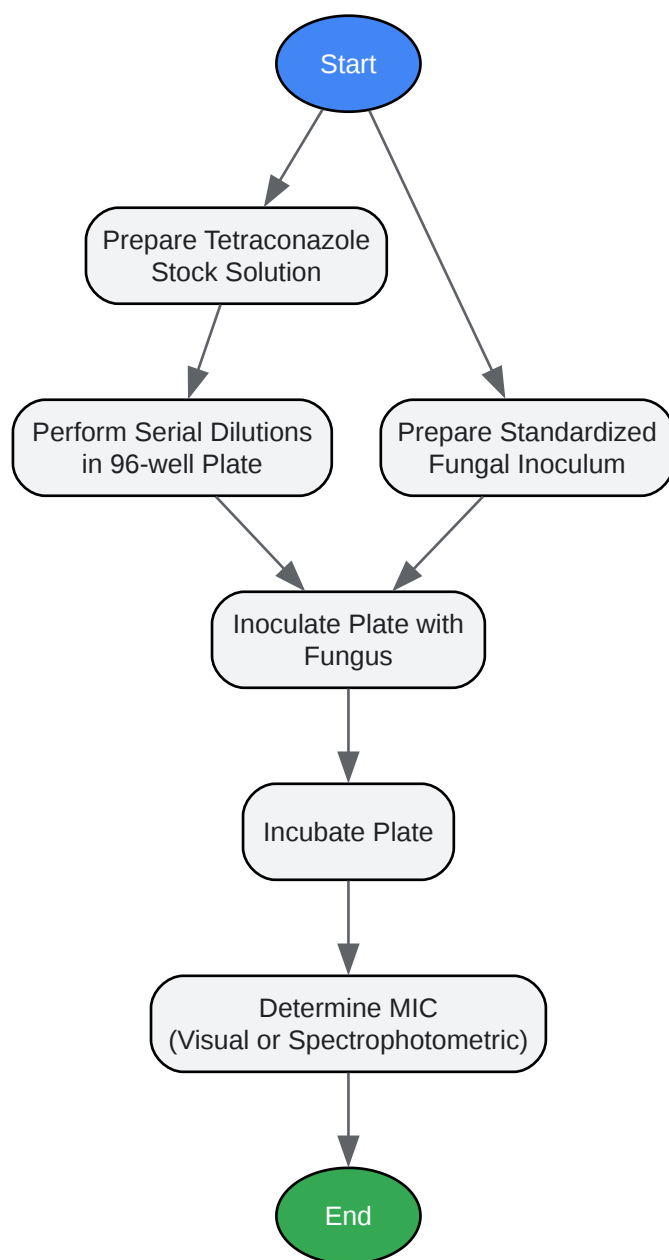 Start
Prepare Tetraconazole
Stock Solution
Perform Serial Dilutions
in 96-well Plate
Prepare Standardized
Fungal Inoculum
Inoculate Plate with
Fungus
Incubate Plate
Determine MIC
(Visual or Spectrophotometric)
End